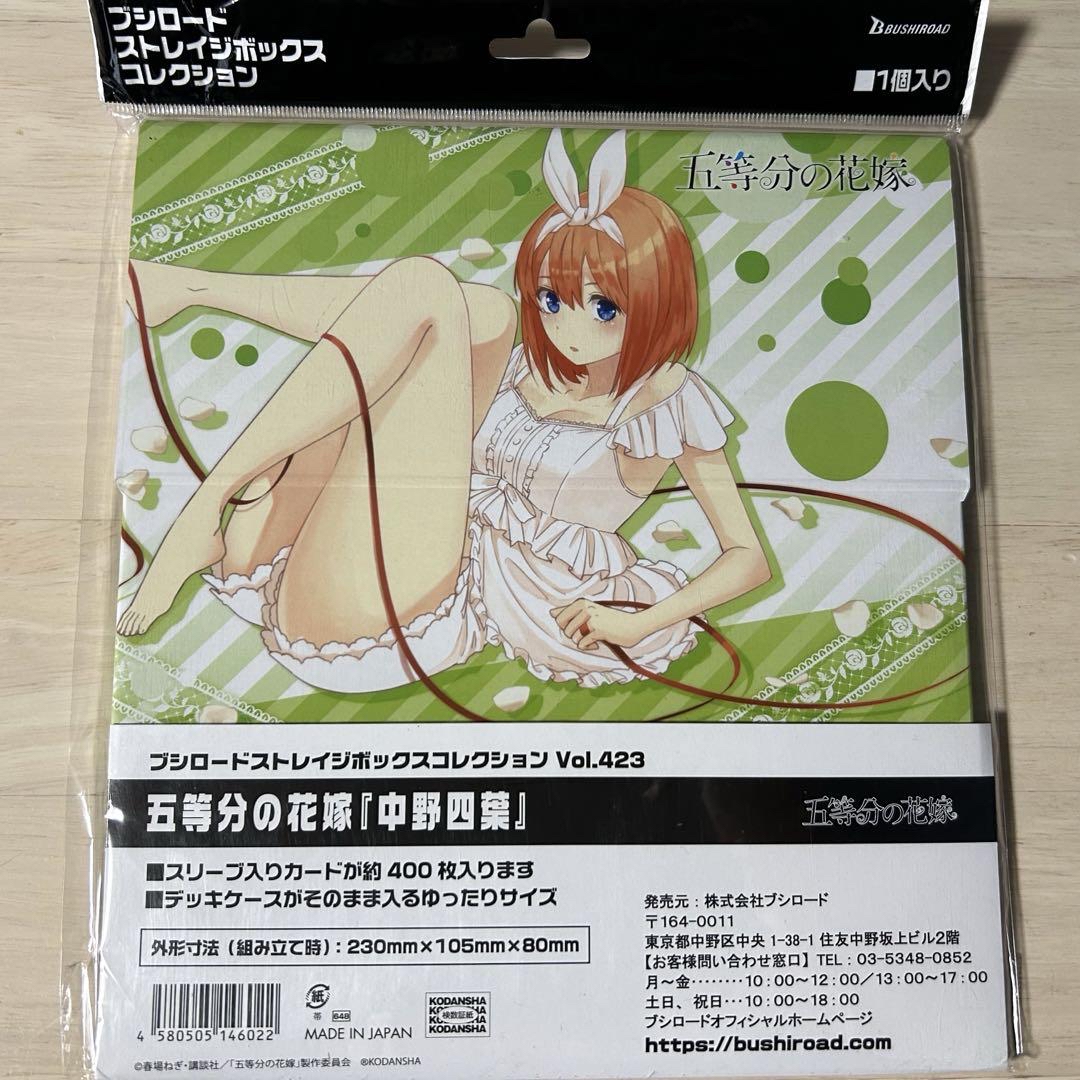 ブシロード
ストレイジボックス
コレクション
BUSHIROAD
■1個入り
五等分の花嫁
ブシロードストレイジボックスコレクション Vol.423
五等分の花嫁『中野四葉』
五等分の花嫁
■スリーブ入りカードが約400枚入ります
■デッキケースがそのまま入るゆったりサイズ
外形寸法（組み立て時）：230mm×105mm×80mm
発売元：株式会社ブシロード
〒164-0011
東京都中野区中央 1-38-1 住友中野坂上ビル2階
【お客様問い合わせ窓口】 TEL：03-5348-0852
月～金………10：00～12：00／13：00～17：00
土日、祝日…10：00～18：00
ブシロードオフィシャルホームページ
https://bushiroad.com
4 580505 146022
紙
帯
648
MADE IN JAPAN
KODANSHA
検数証紙
KODANSHA
©春場ねぎ・講談社／「五等分の花嫁」製作委員会 ®KODANSHA